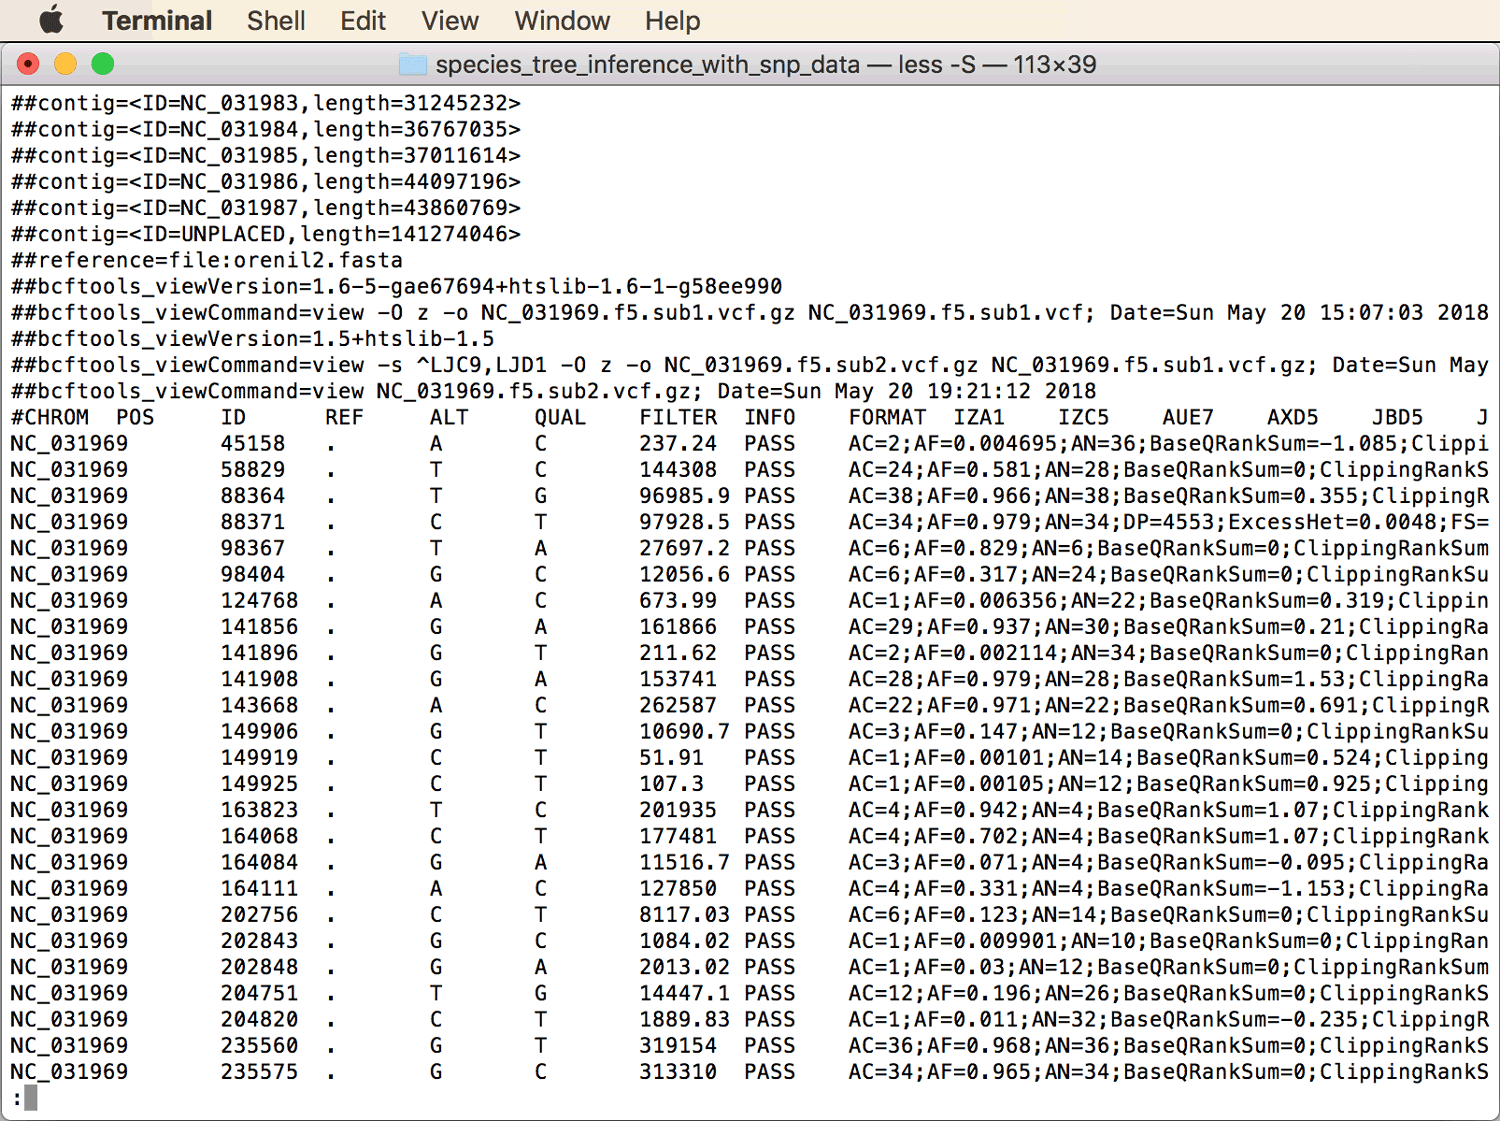 Terminal Shell Edit View Window Help
species_tree_inference_with_snp_data — less -S — 113×39
##contig=<ID=NC_031983,length=31245232>
##contig=<ID=NC_031984,length=36767035>
##contig=<ID=NC_031985,length=37011614>
##contig=<ID=NC_031986,length=44097196>
##contig=<ID=NC_031987,length=43860769>
##contig=<ID=UNPLACED,length=141274046>
##reference=file:orenil2.fasta
##bcftools_viewVersion=1.6-5-gae67694+htslib-1.6-1-g58ee990
##bcftools_viewCommand=view -O z -o NC_031969.f5.sub1.vcf.gz NC_031969.f5.sub1.vcf; Date=Sun May 20 15:07:03 2018
##bcftools_viewVersion=1.5+htslib-1.5
##bcftools_viewCommand=view -s ^LJC9,LJD1 -O z -o NC_031969.f5.sub2.vcf.gz NC_031969.f5.sub1.vcf.gz; Date=Sun May
##bcftools_viewCommand=view NC_031969.f5.sub2.vcf.gz; Date=Sun May 20 19:21:12 2018
#CHROM POS ID REF ALT QUAL FILTER INFO FORMAT IZA1 IZC5 AUE7 AXD5 JBD5 J
NC_031969 45158 . A C 237.24 PASS AC=2;AF=0.004695;AN=36;BaseQRankSum=-1.085;Clippi
NC_031969 58829 . T C 144308 PASS AC=24;AF=0.581;AN=28;BaseQRankSum=0;ClippingRankS
NC_031969 88364 . T G 96985.9 PASS AC=38;AF=0.966;AN=38;BaseQRankSum=0.355;ClippingR
NC_031969 88371 . C T 97928.5 PASS AC=34;AF=0.979;AN=34;DP=4553;ExcessHet=0.0048;FS=
NC_031969 98367 . T A 27697.2 PASS AC=6;AF=0.829;AN=6;BaseQRankSum=0;ClippingRankSum
NC_031969 98404 . G C 12056.6 PASS AC=6;AF=0.317;AN=24;BaseQRankSum=0;ClippingRankSu
NC_031969 124768 . A C 673.99 PASS AC=1;AF=0.006356;AN=22;BaseQRankSum=0.319;Clippin
NC_031969 141856 . G A 161866 PASS AC=29;AF=0.937;AN=30;BaseQRankSum=0.21;ClippingRa
NC_031969 141896 . G T 211.62 PASS AC=2;AF=0.002114;AN=34;BaseQRankSum=0;ClippingRan
NC_031969 141908 . G A 153741 PASS AC=28;AF=0.979;AN=28;BaseQRankSum=1.53;ClippingRa
NC_031969 143668 . A C 262587 PASS AC=22;AF=0.971;AN=22;BaseQRankSum=0.691;ClippingR
NC_031969 149906 . G T 10690.7 PASS AC=3;AF=0.147;AN=12;BaseQRankSum=0;ClippingRankSu
NC_031969 149919 . C T 51.91 PASS AC=1;AF=0.00101;AN=14;BaseQRankSum=0.524;Clipping
NC_031969 149925 . C T 107.3 PASS AC=1;AF=0.00105;AN=12;BaseQRankSum=0.925;Clipping
NC_031969 163823 . T C 201935 PASS AC=4;AF=0.942;AN=4;BaseQRankSum=1.07;ClippingRank
NC_031969 164068 . C T 177481 PASS AC=4;AF=0.702;AN=4;BaseQRankSum=1.07;ClippingRank
NC_031969 164084 . G A 11516.7 PASS AC=3;AF=0.071;AN=4;BaseQRankSum=-0.095;ClippingRa
NC_031969 164111 . A C 127850 PASS AC=4;AF=0.331;AN=4;BaseQRankSum=-1.153;ClippingRa
NC_031969 202756 . C T 8117.03 PASS AC=6;AF=0.123;AN=14;BaseQRankSum=0;ClippingRankSu
NC_031969 202843 . G C 1084.02 PASS AC=1;AF=0.009901;AN=10;BaseQRankSum=0;ClippingRan
NC_031969 202848 . G A 2013.02 PASS AC=1;AF=0.03;AN=12;BaseQRankSum=0;ClippingRankSum
NC_031969 204751 . T G 14447.1 PASS AC=12;AF=0.196;AN=26;BaseQRankSum=0;ClippingRankS
NC_031969 204820 . C T 1889.83 PASS AC=1;AF=0.011;AN=32;BaseQRankSum=-0.235;ClippingR
NC_031969 235560 . G T 319154 PASS AC=36;AF=0.968;AN=36;BaseQRankSum=0;ClippingRankS
NC_031969 235575 . G C 313310 PASS AC=34;AF=0.965;AN=34;BaseQRankSum=0;ClippingRankS
: